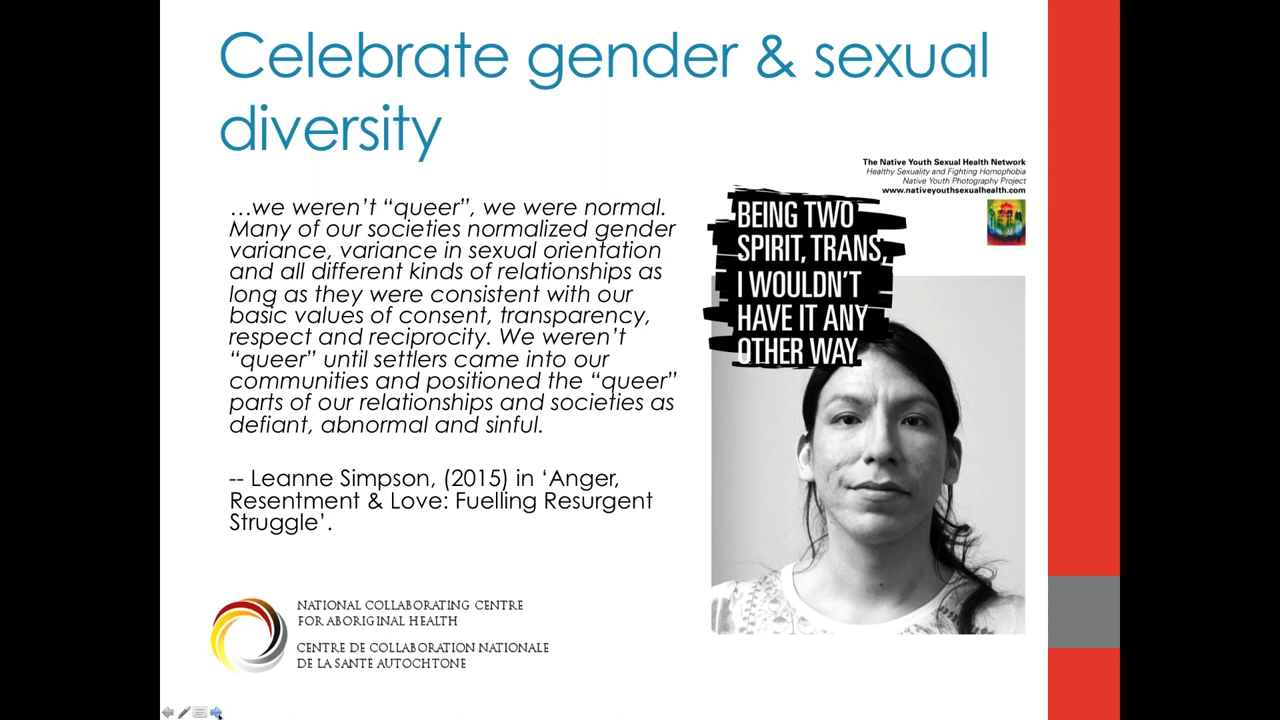 Celebrate gender & sexual
diversity
The Native Youth Sexual Health Network
Healthy Sexuality and Fighting Homophobia
Native Youth Photography Project
www.nativeyouthsexualhealth.com
…we weren't "queer", we were normal.
Many of our societies normalized gender
variance, variance in sexual orientation
and all different kinds of relationships as
long as they were consistent with our
basic values of consent, transparency,
respect and reciprocity. We weren't
"queer" until settlers came into our
communities and positioned the "queer"
parts of our relationships and societies as
defiant, abnormal and sinful.
-- Leanne Simpson, (2015) in 'Anger,
Resentment & Love: Fuelling Resurgent
Struggle'.
BEING TWO
SPIRIT, TRANS,
I WOULDN'T
HAVE IT ANY
OTHER WAY.
NATIONAL COLLABORATING CENTRE
FOR ABORIGINAL HEALTH
CENTRE DE COLLABORATION NATIONALE
DE LA SANTÉ AUTOCHTONE